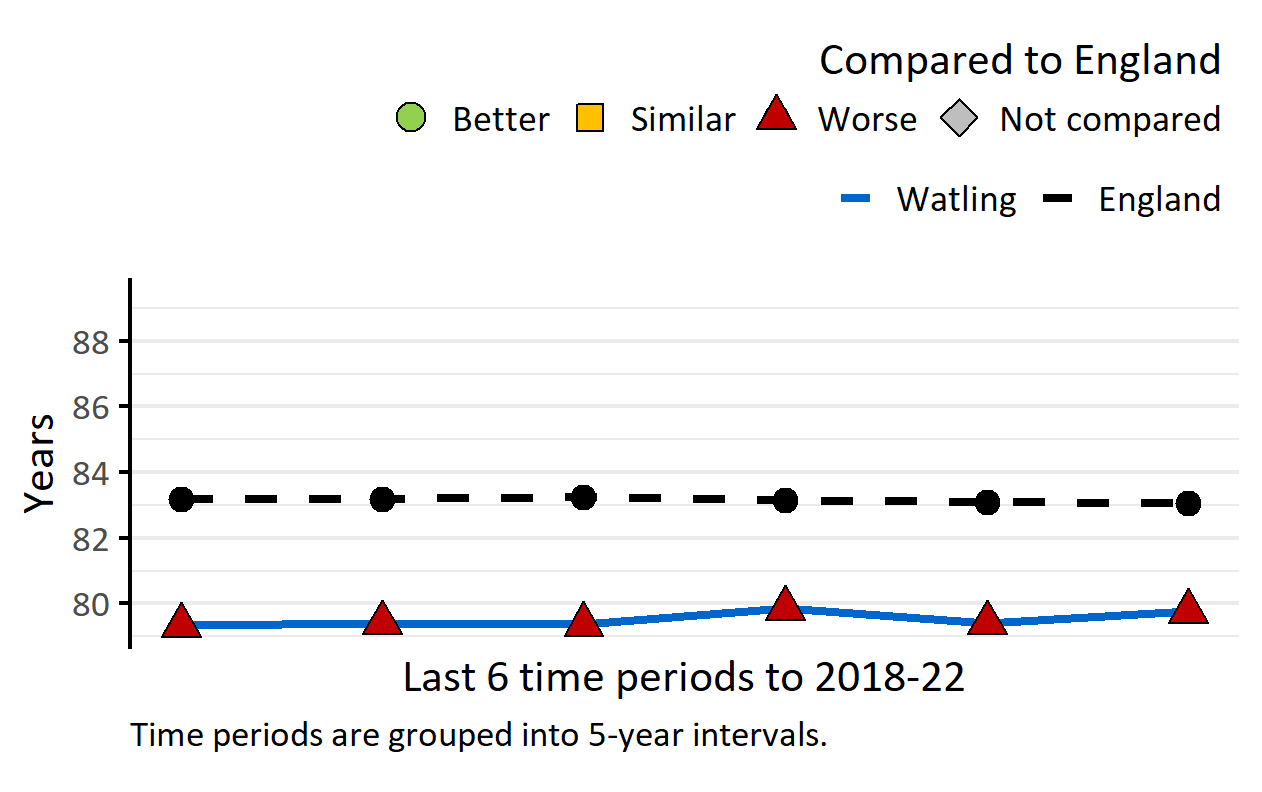 Compared to England
Better Similar Worse Not compared
Watling England
88
86
84
82
80
Years
Last 6 time periods to 2018-22
Time periods are grouped into 5-year intervals.